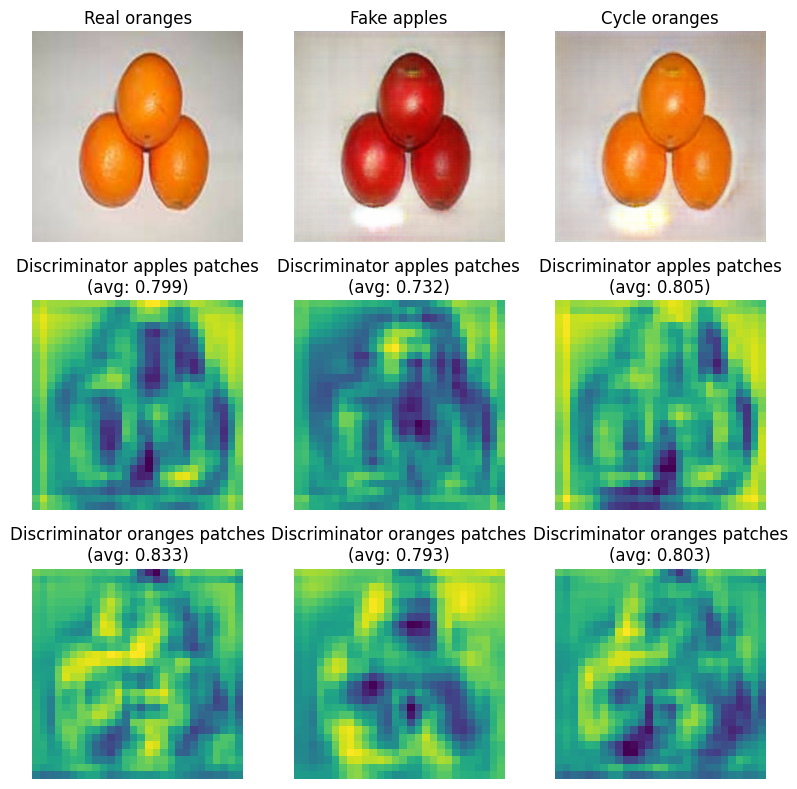 Real oranges
Fake apples
Cycle oranges
Discriminator apples patches
(avg: 0.799)
Discriminator apples patches
(avg: 0.732)
Discriminator apples patches
(avg: 0.805)
Discriminator oranges patches
(avg: 0.833)
Discriminator oranges patches
(avg: 0.793)
Discriminator oranges patches
(avg: 0.803)